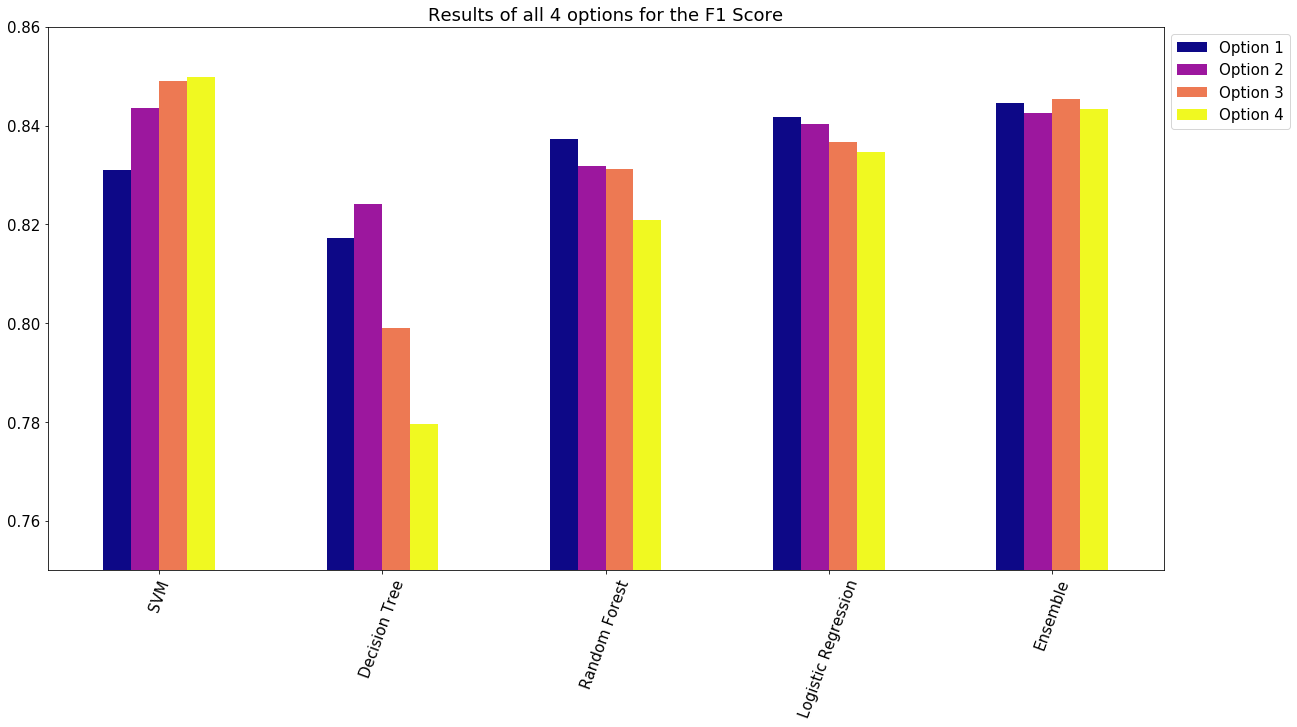 Results of all 4 options for the F1 Score
0.86
0.84
0.82
0.80
0.78
0.76
Option 1
Option 2
Option 3
Option 4
SVM
Decision Tree
Random Forest
Logistic Regression
Ensemble